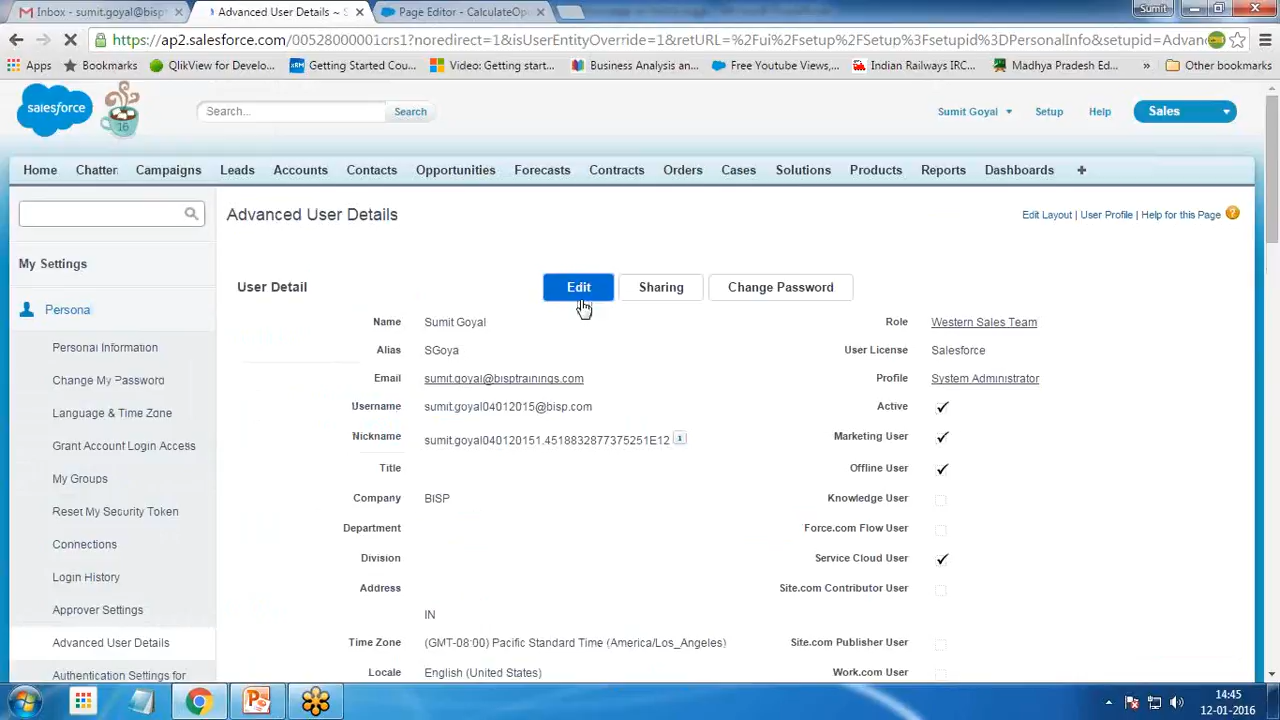 Inbox - sumit.goyal@bisp
Advanced User Details ~ S
Page Editor - CalculateOp
Sumit
https://ap2.salesforce.com/00528000001crs1?noredirect=1&isUserEntityOverride=1&retURL=%2Fui%2Fsetup%2FSetup%2Fsetupid%3DPersonalInfo&setupid=Advanc
Apps
Bookmarks
QlikView for Develo...
Getting Started Cou...
Video: Getting start...
Business Analysis an...
Free Youtube Views,...
Indian Railways IRC...
Madhya Pradesh Ed...
»
Other bookmarks
salesforce
16
Search...
Search
Sumit Goyal
Setup
Help
Sales
Home
Chatter
Campaigns
Leads
Accounts
Contacts
Opportunities
Forecasts
Contracts
Orders
Cases
Solutions
Products
Reports
Dashboards
+
Advanced User Details
Edit Layout | User Profile | Help for this Page
My Settings
Personal
Personal Information
Change My Password
Language & Time Zone
Grant Account Login Access
My Groups
Reset My Security Token
Connections
Login History
Approver Settings
Advanced User Details
Authentication Settings for
User Detail
Edit
Sharing
Change Password
Name Sumit Goyal
Role Western Sales Team
Alias SGoya
User License Salesforce
Email sumit.goyal@bisptrainings.com
Profile System Administrator
Username sumit.goyal04012015@bisp.com
Active
Nickname sumit.goyal040120151.4518832877375251E12
Marketing User
Title
Offline User
Company BISP
Knowledge User
Department
Force.com Flow User
Division
Service Cloud User
Address
Site.com Contributor User
IN
Time Zone (GMT-08:00) Pacific Standard Time (America/Los_Angeles)
Site.com Publisher User
Locale English (United States)
Work.com User
14:45
12-01-2016